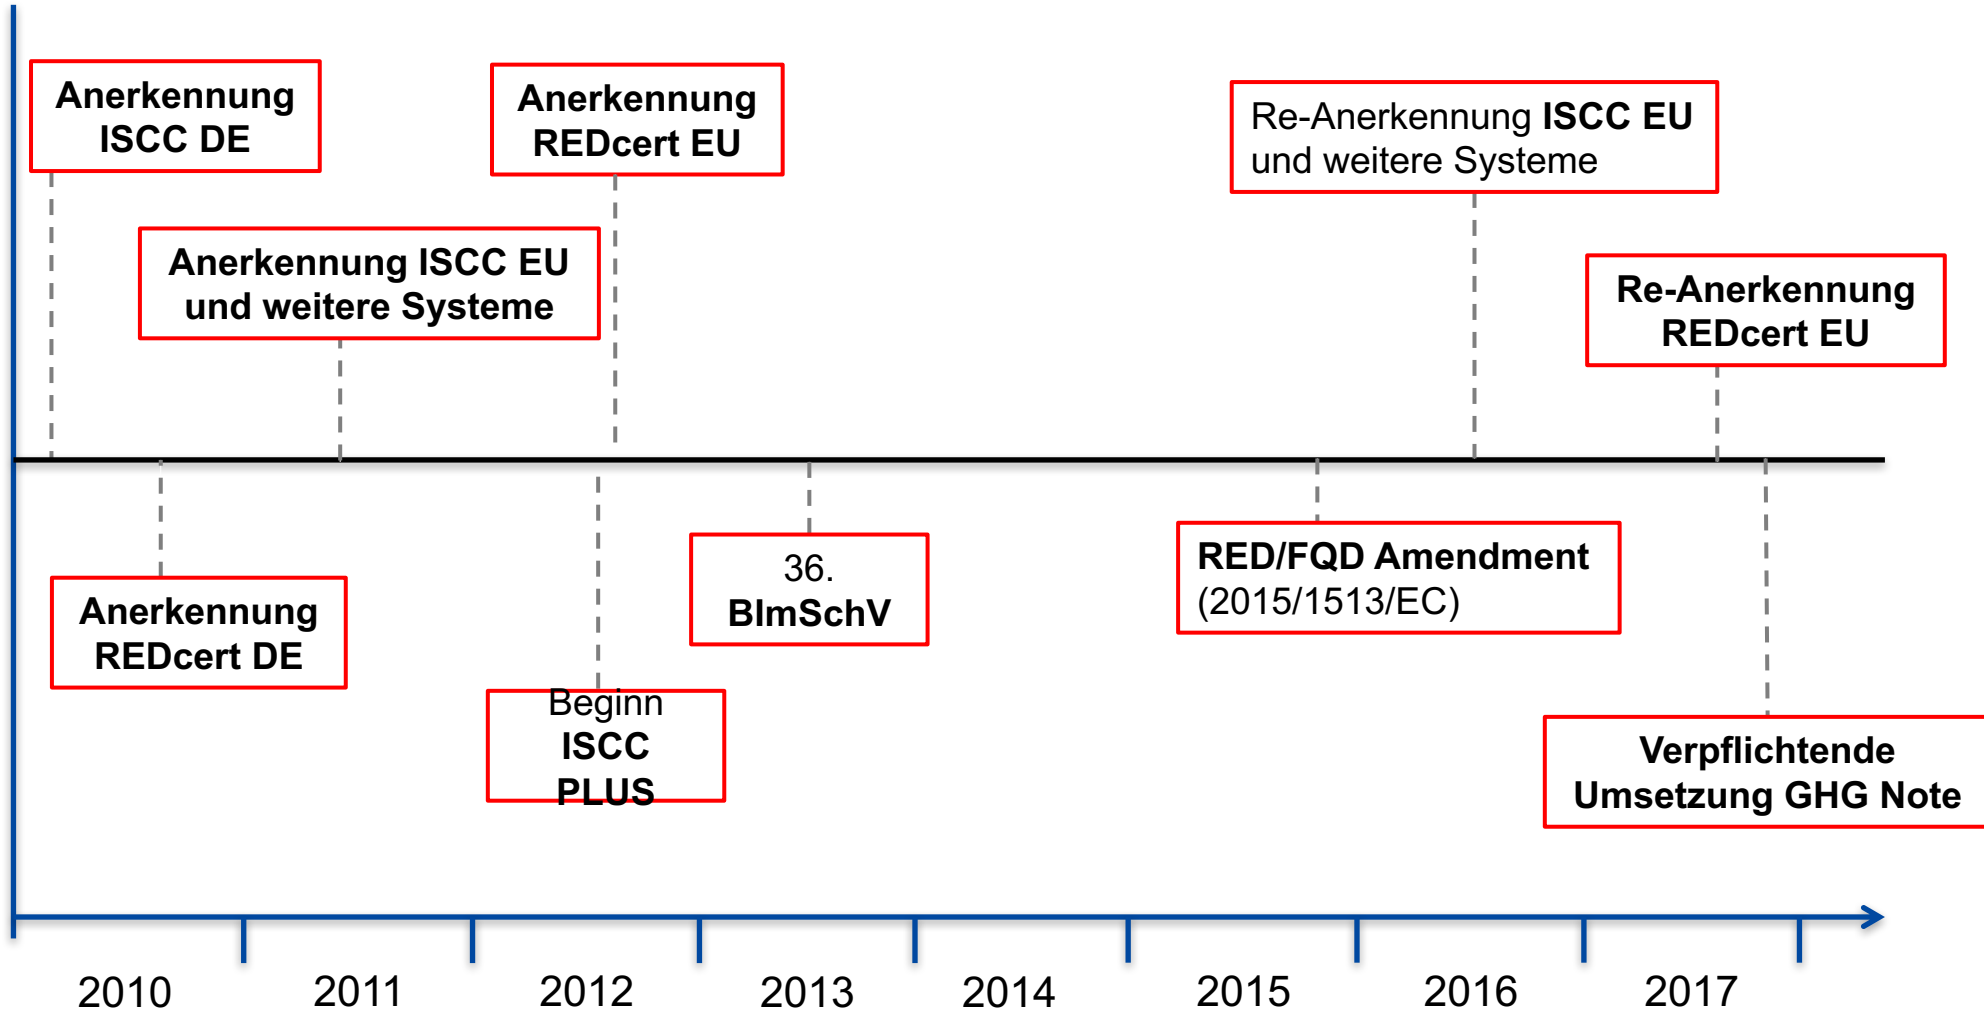 Anerkennung
ISCC DE
Anerkennung
REDcert EU
Re-Anerkennung ISCC EU
und weitere Systeme
Anerkennung ISCC EU
und weitere Systeme
Re-Anerkennung
REDcert EU
Anerkennung
REDcert DE
36.
BImSchV
RED/FQD Amendment
(2015/1513/EC)
Beginn
ISCC
PLUS
Verpflichtende
Umsetzung GHG Note
2010
2011
2012
2013
2014
2015
2016
2017